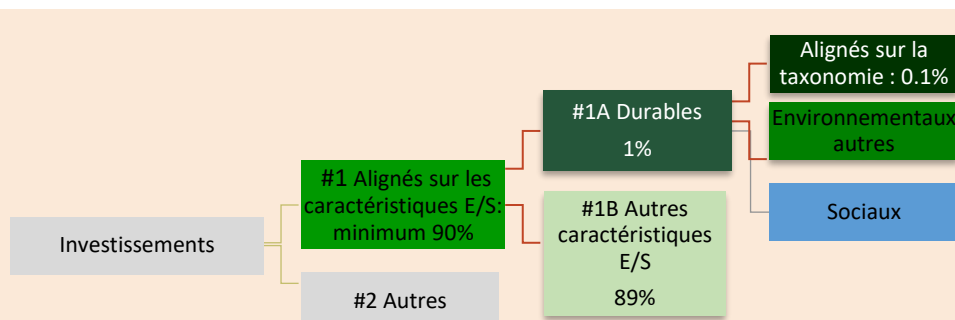 Investissements
#1 Alignés sur les
caractéristiques E/S:
minimum 90%
#2 Autres
#1A Durables
1%
#1B Autres
caractéristiques
E/S
89%
Alignés sur la
taxonomie : 0.1%
Environnementaux
autres
Sociaux